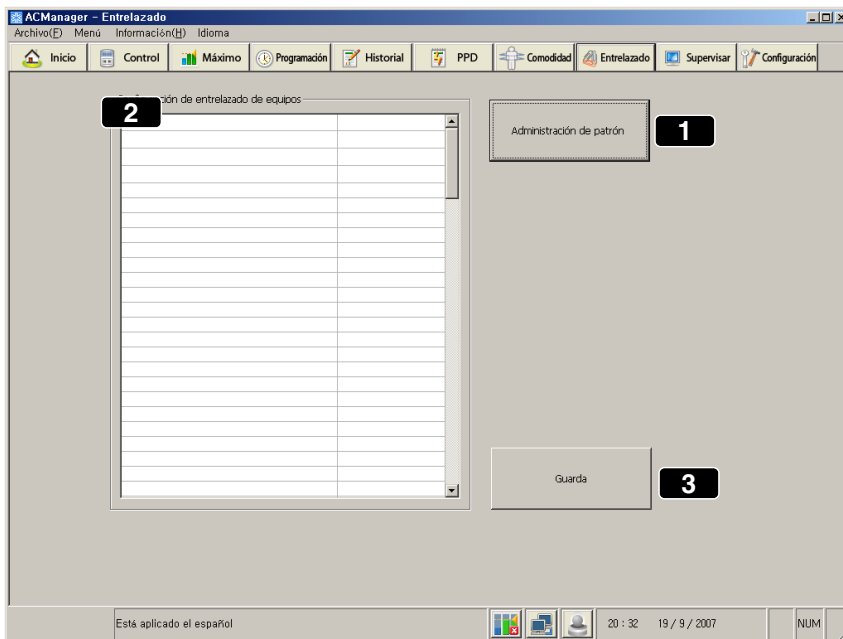 ACManager - Entrelazado
Archivo(F) Menú Información(H) Idioma
Inicio Control Máximo Programación Historial PPD Comodidad Entrelazado Supervisar Configuración
2
ción de entrelazado de equipos
Administración de patrón
1
Guarda
3
Está aplicado el español
20 : 32 19 / 9 / 2007 NUM